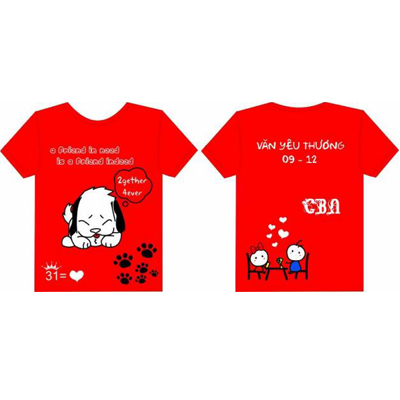 a friend in need
is a friend indeed
2gether
4ever
31=
VĂN YÊU THƯƠNG
09 - 12
CBN